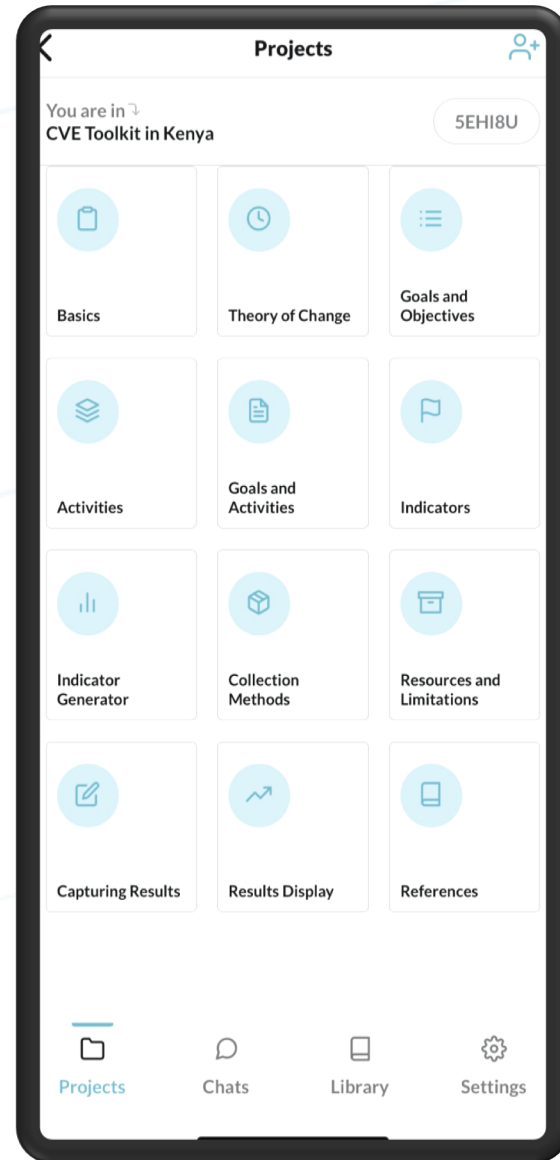 Projects
You are in
CVE Toolkit in Kenya
5EHI8U
Basics
Theory of Change
Goals and
Objectives
Activities
Goals and
Activities
Indicators
Indicator
Generator
Collection
Methods
Resources and
Limitations
Capturing Results
Results Display
References
Projects
Chats
Library
Settings